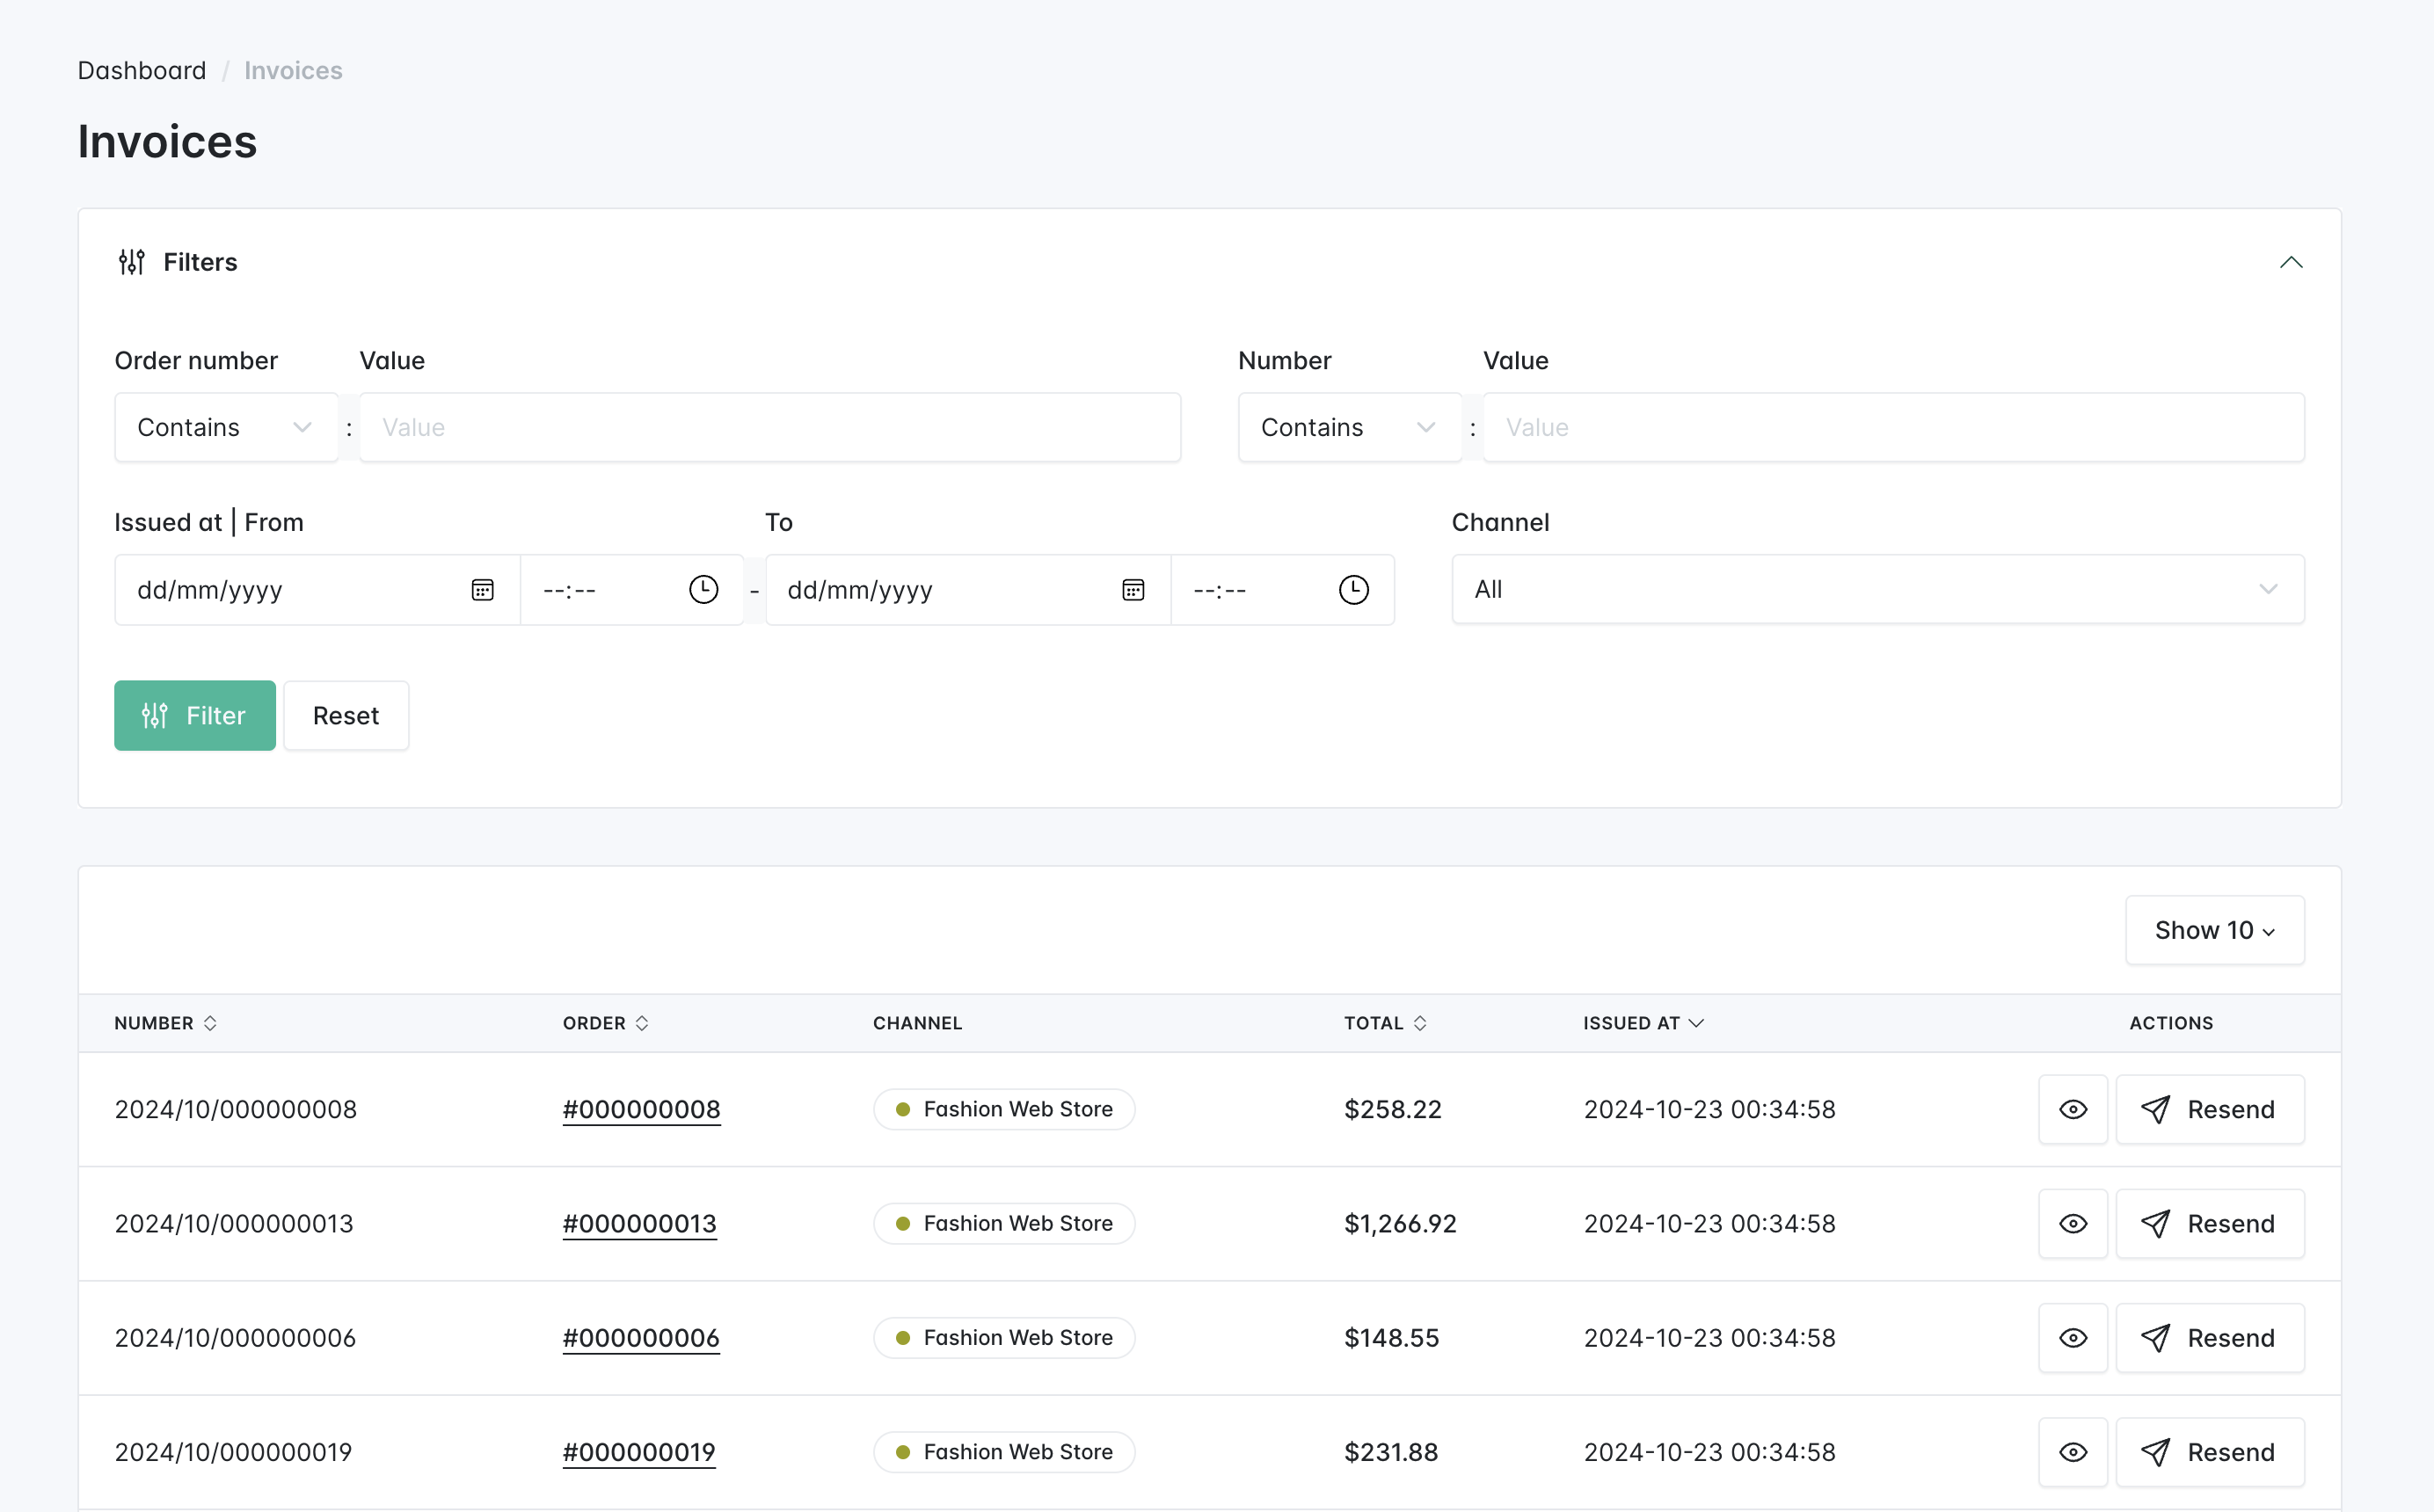 Dashboard / Invoices
Invoices
Filters
Order number Value Number Value
Contains : Value Contains : Value
Issued at | From To Channel
dd/mm/yyyy --:-- - dd/mm/yyyy --:-- All
Filter Reset
Show 10
NUMBER ORDER CHANNEL TOTAL ISSUED AT ACTIONS
2024/10/000000008 #000000008 Fashion Web Store $258.22 2024-10-23 00:34:58 Resend
2024/10/000000013 #000000013 Fashion Web Store $1,266.92 2024-10-23 00:34:58 Resend
2024/10/000000006 #000000006 Fashion Web Store $148.55 2024-10-23 00:34:58 Resend
2024/10/000000019 #000000019 Fashion Web Store $231.88 2024-10-23 00:34:58 Resend